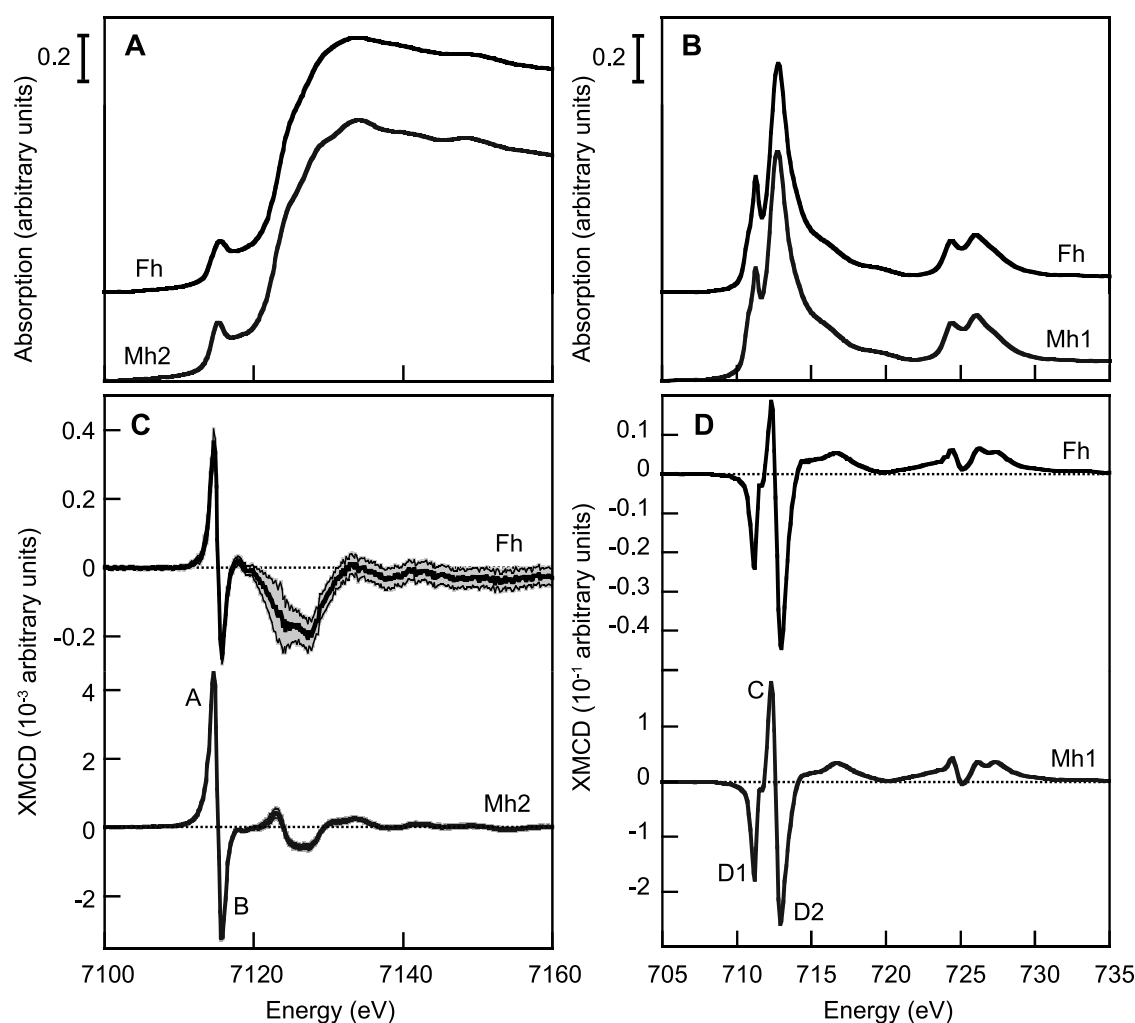 A
0.2
Absorption (arbitrary units)
Fh
Mh2
B
0.2
Absorption (arbitrary units)
Fh
Mh1
C
0.4
0.2
0
-0.2
4
2
0
-2
XMCD (10-3 arbitrary units)
Fh
A
Mh2
B
7100
7120
7140
7160
Energy (eV)
D
0.1
0
-0.1
-0.2
-0.3
-0.4
1
0
-1
-2
XMCD (10-1 arbitrary units)
Fh
C
Mh1
D1
D2
705
710
715
720
725
730
735
Energy (eV)